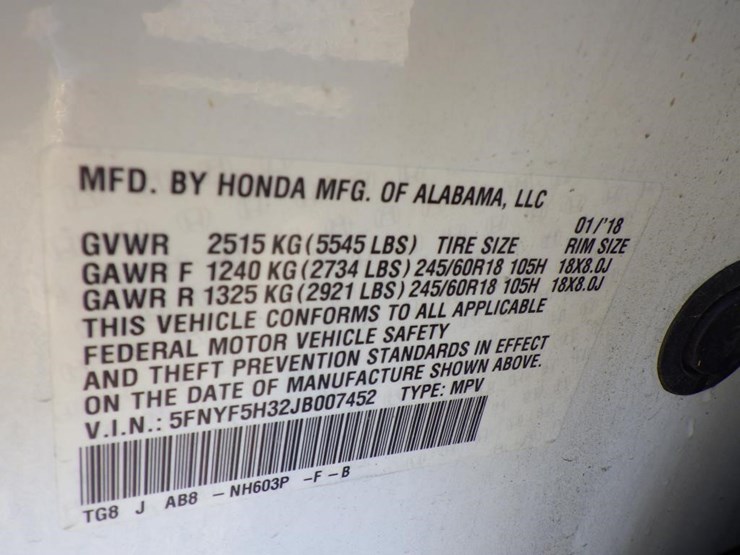 MFD. BY HONDA MFG. OF ALABAMA, LLC
01/'18
GVWR 2515 KG (5545 LBS) TIRE SIZE RIM SIZE
GAWR F 1240 KG (2734 LBS) 245/60R18 105H 18X8.0J
GAWR R 1325 KG (2921 LBS) 245/60R18 105H 18X8.0J
THIS VEHICLE CONFORMS TO ALL APPLICABLE
FEDERAL MOTOR VEHICLE SAFETY
AND THEFT PREVENTION STANDARDS IN EFFECT
ON THE DATE OF MANUFACTURE SHOWN ABOVE.
V.I.N.: 5FNYF5H32JB007452 TYPE: MPV
TG8 J AB8 - NH603P -F-B